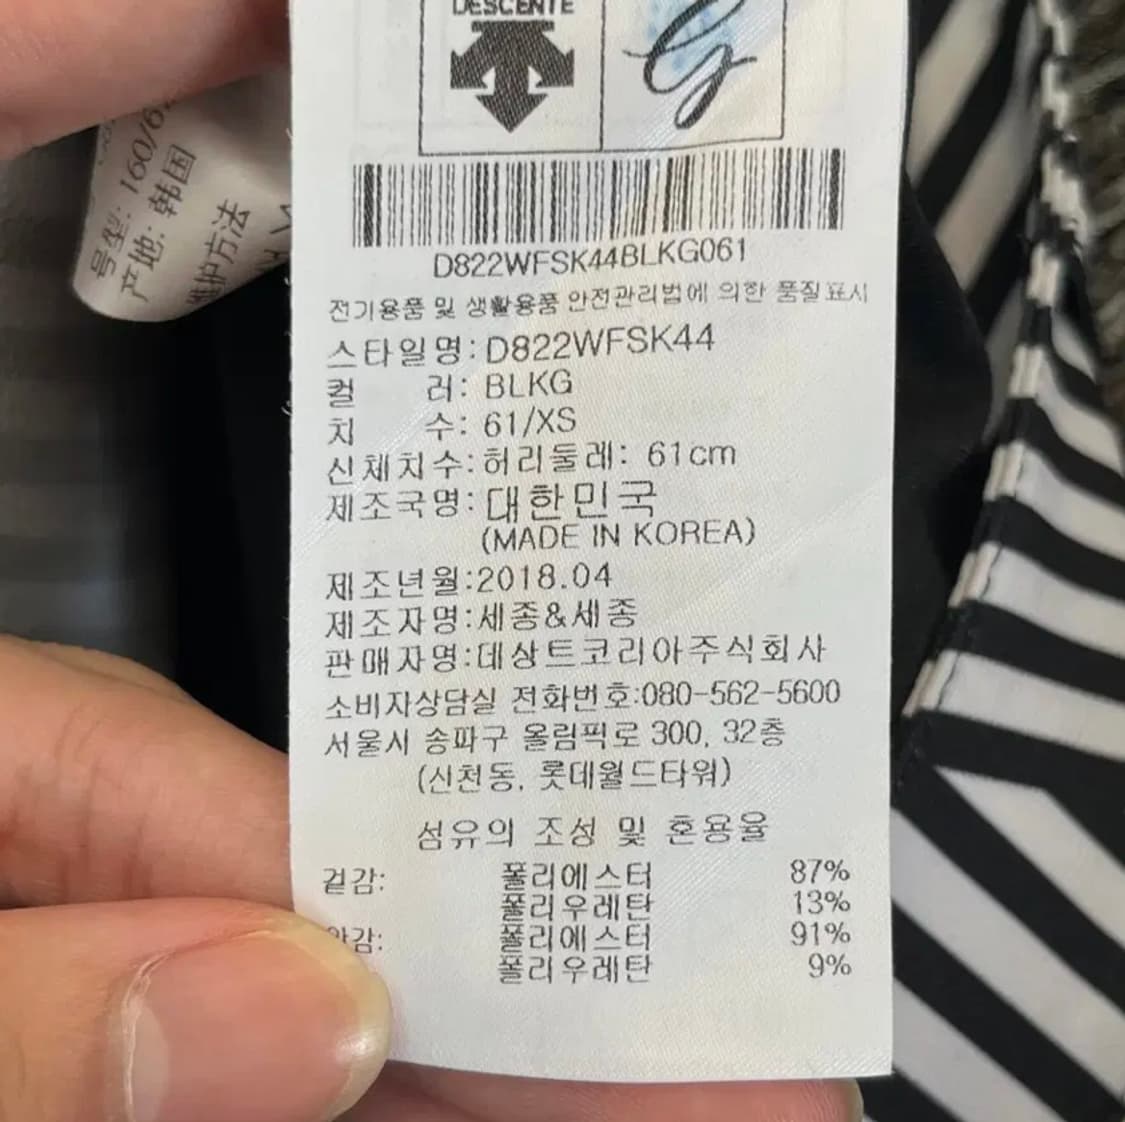 DESCENTE
D822WFSK44BLKG061
전기용품 및 생활용품 안전관리법에 의한 품질표시
스타일명:D822WFSK44
컬 러: BLKG
치 수: 61/XS
신체치수:허리둘레: 61cm
제조국명:대한민국
(MADE IN KOREA)
제조년월:2018.04
제조자명:세종&세종
판매자명:데상트코리아주식회사
소비자상담실 전화번호:080-562-5600
서울시 송파구 올림픽로 300, 32층
(신천동, 롯데월드타워)
섬유의 조성 및 혼용율
겉감: 폴리에스터 87%
폴리우레탄 13%
안감: 폴리에스터 91%
폴리우레탄 9%
号型: 160/6
产地: 韩国
维护方法